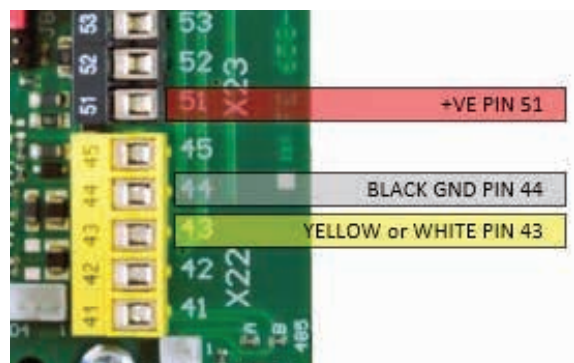 53 53
52 52
51 51 X23
+VE PIN 51
45 45
44 44
BLACK GND PIN 44
43 43
YELLOW or WHITE PIN 43
42 42
X22
41 41
A B 485